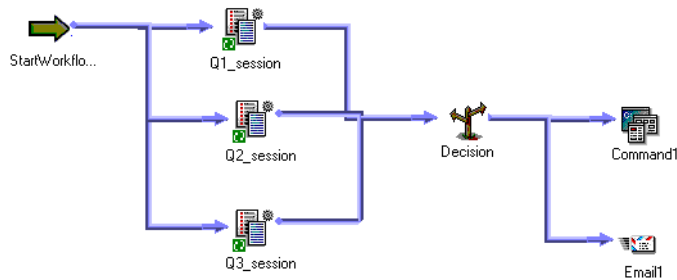 StartWorkflo...
Q1_session
Q2_session
Q3_session
Decision
Command1
Email1